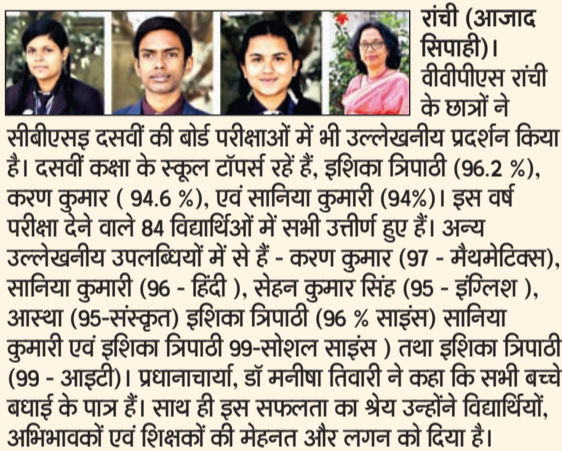 रांची (आजाद
सिपाही)।
वीवीपीएस रांची
के छात्रों ने
सीबीएसइ दसवीं की बोर्ड परीक्षाओं में भी उल्लेखनीय प्रदर्शन किया
है। दसवीं कक्षा के स्कूल टॉपर्स रहें हैं, इशिका त्रिपाठी (96.2 %),
करण कुमार ( 94.6 %), एवं सानिया कुमारी (94%)। इस वर्ष
परीक्षा देने वाले 84 विद्यार्थिओं में सभी उत्तीर्ण हुए हैं। अन्य
उल्लेखनीय उपलब्धियों में से हैं - करण कुमार (97 - मैथमेटिक्स),
सानिया कुमारी (96 - हिंदी ), सेहन कुमार सिंह (95 - इंग्लिश ),
आस्था (95-संस्कृत) इशिका त्रिपाठी (96 % साइंस) सानिया
कुमारी एवं इशिका त्रिपाठी 99-सोशल साइंस ) तथा इशिका त्रिपाठी
(99 - आइटी)। प्रधानाचार्या, डॉ मनीषा तिवारी ने कहा कि सभी बच्चे
बधाई के पात्र हैं। साथ ही इस सफलता का श्रेय उन्होंने विद्यार्थियों,
अभिभावकों एवं शिक्षकों की मेहनत और लगन को दिया है।